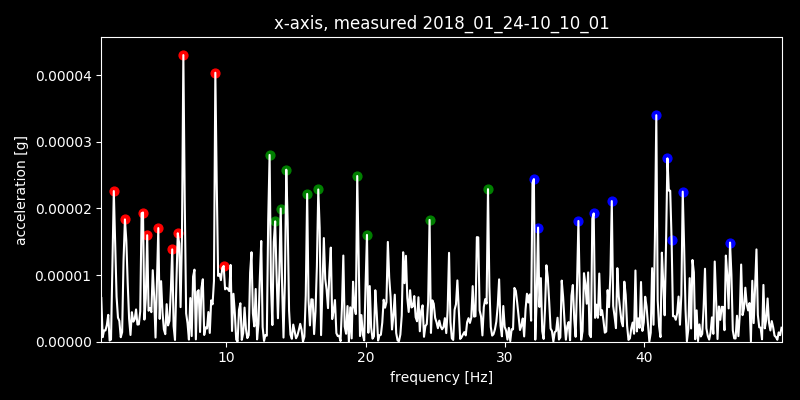 x-axis, measured 2018_01_24-10_10_01
acceleration [g]
0.00004
0.00003
0.00002
0.00001
0.00000
10 20 30 40
frequency [Hz]